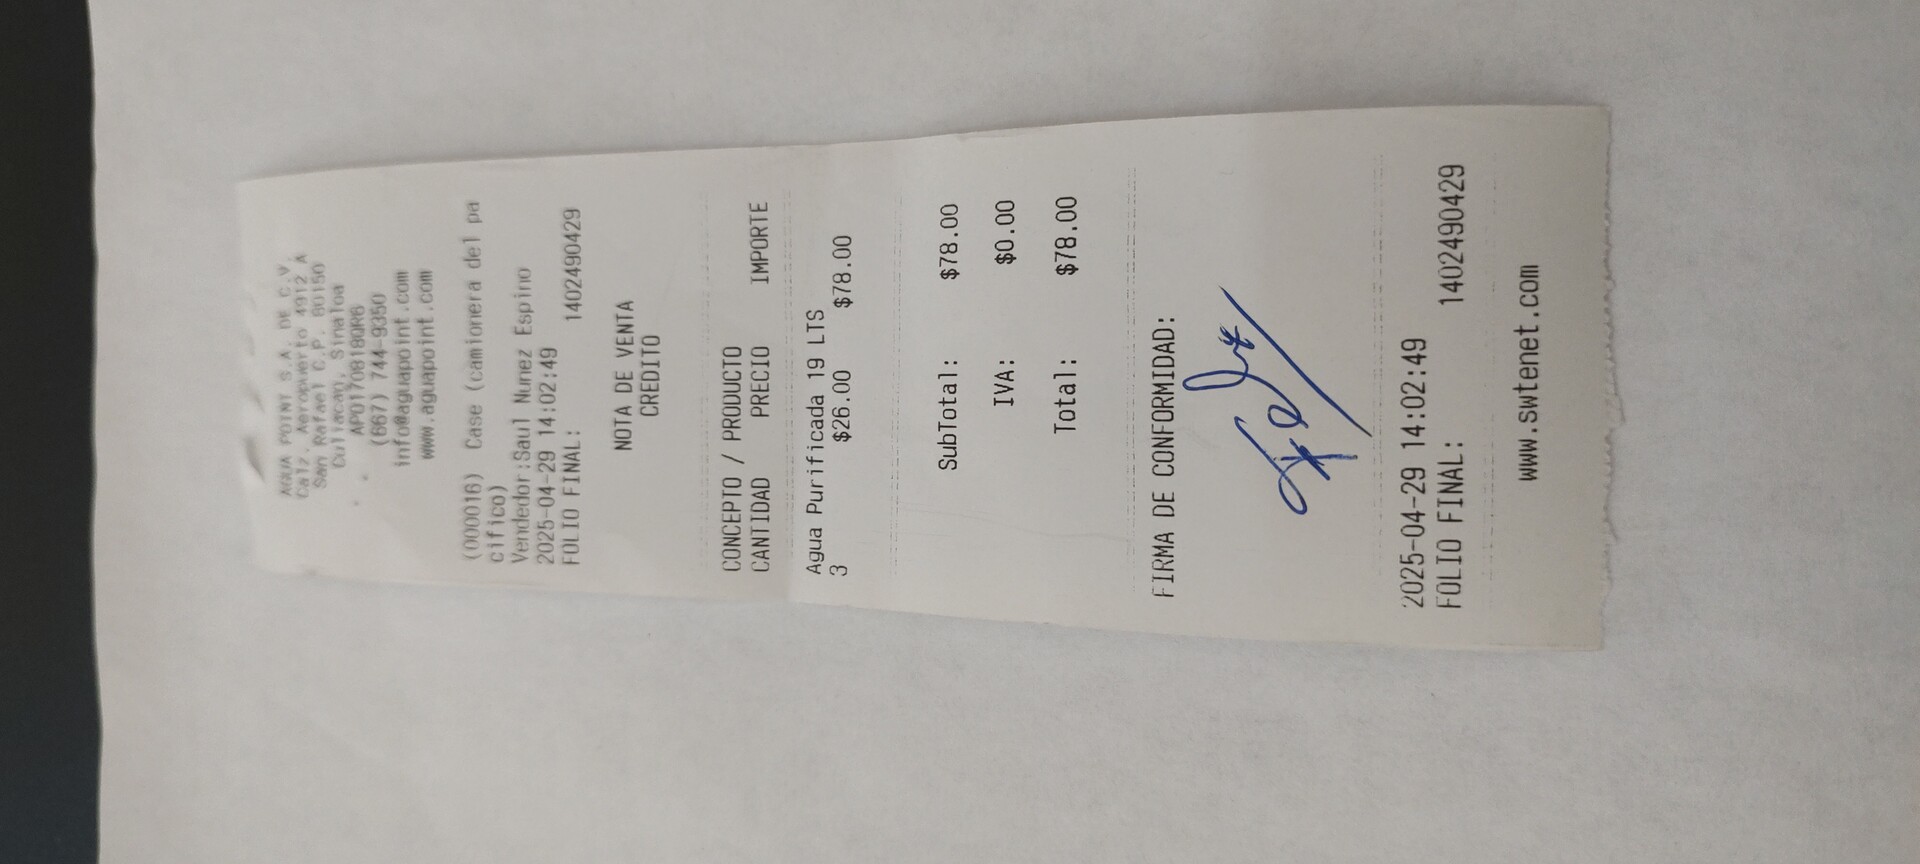 AGUA POINT S.A. DE C.V.
Calz. Aeropuerto 4912 A
San Rafael C.P. 80150
Culiacan, Sinaloa
APO170818QR6
(667) 744-9350
info@aguapoint.com
www.aguapoint.com
(000016) Case (camionera del pa
cifico)
Vendedor:Saul Nunez Espino
2025-04-29 14:02:49
FOLIO FINAL: 1402490429
NOTA DE VENTA
CREDITO
CONCEPTO / PRODUCTO
CANTIDAD PRECIO IMPORTE
Agua Purificada 19 LTS
3 $26.00 $78.00
SubTotal: $78.00
IVA: $0.00
Total: $78.00
FIRMA DE CONFORMIDAD:
2025-04-29 14:02:49
FOLIO FINAL: 1402490429
www.swtenet.com